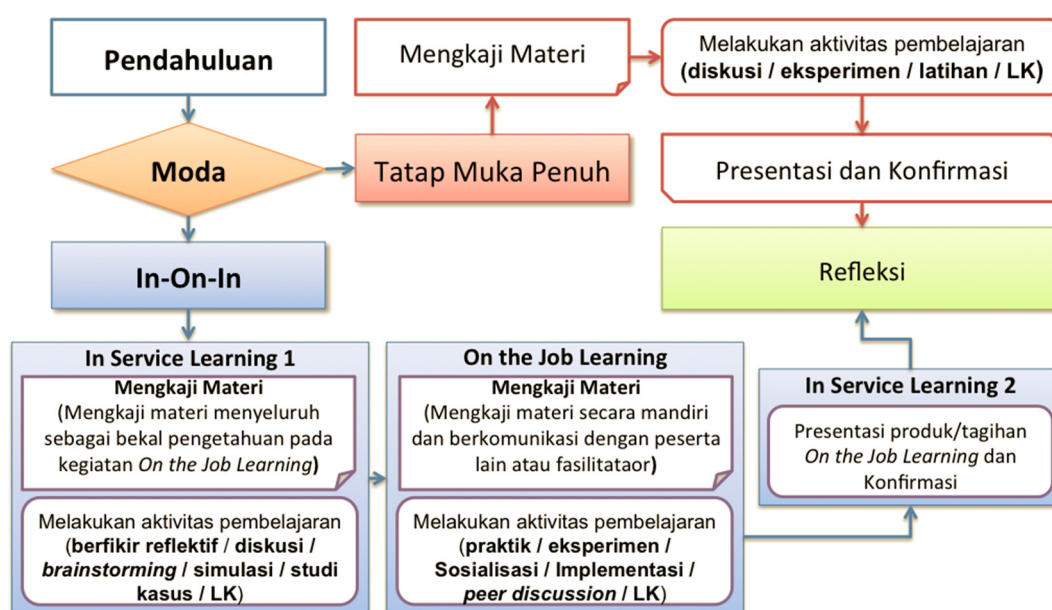 Pendahuluan
Moda
Tatap Muka Penuh
Mengkaji Materi
Melakukan aktivitas pembelajaran
(diskusi / eksperimen / latihan / LK)
Presentasi dan Konfirmasi
Refleksi
In-On-In
In Service Learning 1
Mengkaji Materi
(Mengkaji materi menyeluruh
sebagai bekal pengetahuan pada
kegiatan On the Job Learning)
Melakukan aktivitas pembelajaran
(berfikir reflektif / diskusi /
brainstorming / simulasi / studi
kasus / LK)
On the Job Learning
Mengkaji Materi
(Mengkaji materi secara mandiri
dan berkomunikasi dengan peserta
lain atau fasilitataor)
Melakukan aktivitas pembelajaran
(praktik / eksperimen /
Sosialisasi / Implementasi /
peer discussion / LK)
In Service Learning 2
Presentasi produk/tagihan
On the Job Learning dan
Konfirmasi